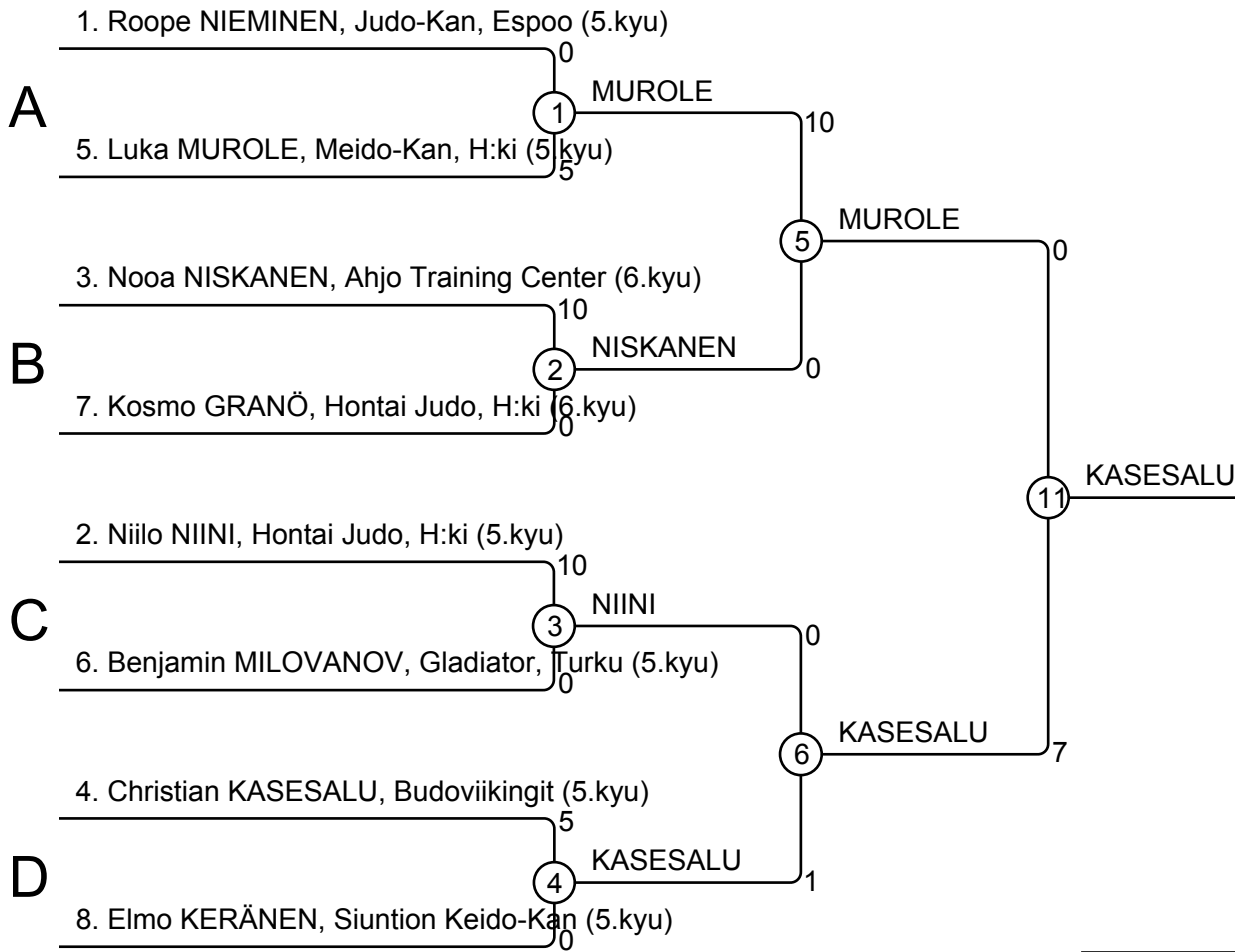 1. Roope NIEMINEN, Judo-Kan, Espoo (5.kyu)
0
A
1
MUROLE
10
5. Luka MUROLE, Meido-Kan, H:ki (5.kyu)
5
5
MUROLE
0
3. Nooa NISKANEN, Ahjo Training Center (6.kyu)
10
B
2
NISKANEN
0
7. Kosmo GRANÖ, Hontai Judo, H:ki (6.kyu)
0
11
KASESALU
2. Niilo NIINI, Hontai Judo, H:ki (5.kyu)
10
C
3
NIINI
0
6. Benjamin MILOVANOV, Gladiator, Turku (5.kyu)
0
6
KASESALU
7
4. Christian KASESALU, Budoviikingit (5.kyu)
5
D
4
KASESALU
1
8. Elmo KERÄNEN, Siuntion Keido-Kan (5.kyu)
0